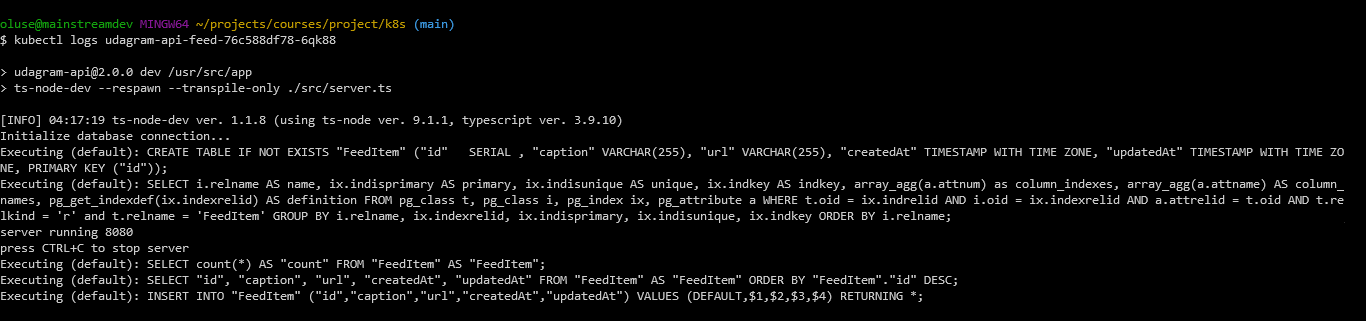 oluse@mainstreamdev MINGW64 ~/projects/courses/project/k8s (main)
$ kubectl logs udagram-api-feed-76c588df78-6qk88
> udagram-api@2.0.0 dev /usr/src/app
> ts-node-dev --respawn --transpile-only ./src/server.ts
[INFO] 04:17:19 ts-node-dev ver. 1.1.8 (using ts-node ver. 9.1.1, typescript ver. 3.9.10)
Initialize database connection...
Executing (default): CREATE TABLE IF NOT EXISTS "FeedItem" ("id"   SERIAL , "caption" VARCHAR(255), "url" VARCHAR(255), "createdAt" TIMESTAMP WITH TIME ZONE, "updatedAt" TIMESTAMP WITH TIME ZO
NE, PRIMARY KEY ("id"));
Executing (default): SELECT i.relname AS name, ix.indisprimary AS primary, ix.indisunique AS unique, ix.indkey AS indkey, array_agg(a.attnum) as column_indexes, array_agg(a.attname) AS column_
names, pg_get_indexdef(ix.indexrelid) AS definition FROM pg_class t, pg_class i, pg_index ix, pg_attribute a WHERE t.oid = ix.indrelid AND i.oid = ix.indexrelid AND a.attrelid = t.oid AND t.re
lkind = 'r' and t.relname = 'FeedItem' GROUP BY i.relname, ix.indexrelid, ix.indisprimary, ix.indisunique, ix.indkey ORDER BY i.relname;
server running 8080
press CTRL+C to stop server
Executing (default): SELECT count(*) AS "count" FROM "FeedItem" AS "FeedItem";
Executing (default): SELECT "id", "caption", "url", "createdAt", "updatedAt" FROM "FeedItem" AS "FeedItem" ORDER BY "FeedItem"."id" DESC;
Executing (default): INSERT INTO "FeedItem" ("id","caption","url","createdAt","updatedAt") VALUES (DEFAULT,$1,$2,$3,$4) RETURNING *;